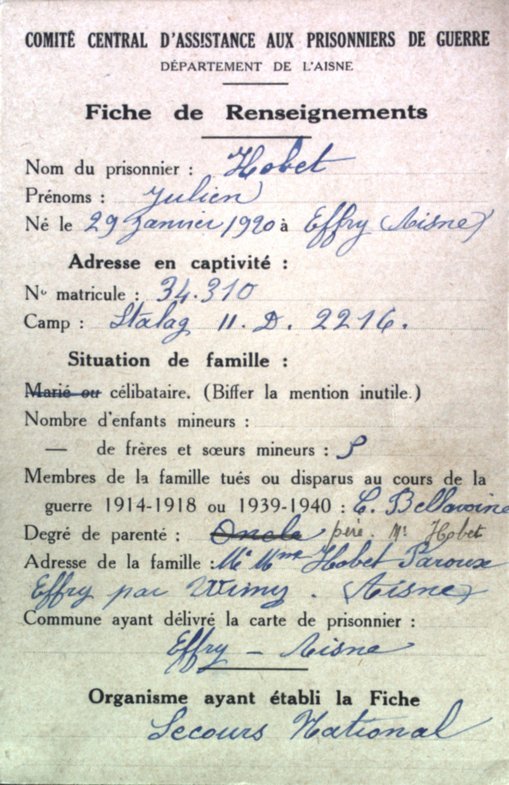 COMITÉ CENTRAL D'ASSISTANCE AUX PRISONNIERS DE GUERRE
DÉPARTEMENT DE L'AISNE
Fiche de Renseignements
Nom du prisonnier : Hobet
Prénoms : Julien
Né le 29 Janvier 1920 à Effry (Aisne)
Adresse en captivité :
No matricule : 34.310
Camp : Stalag II. D. 2216.
Situation de famille :
Marié ou célibataire. (Biffer la mention inutile.)
Nombre d'enfants mineurs :
— de frères et sœurs mineurs : 5
Membres de la famille tués ou disparus au cours de la
guerre 1914-1918 ou 1939-1940 : C. Bellavoine
Degré de parenté : Oncle père. Mr Hobet
Adresse de la famille : Mr Mme Hobet Paroux
Effry par Wimy. (Aisne)
Commune ayant délivré la carte de prisonnier :
Effry - Aisne
Organisme ayant établi la Fiche
Secours National